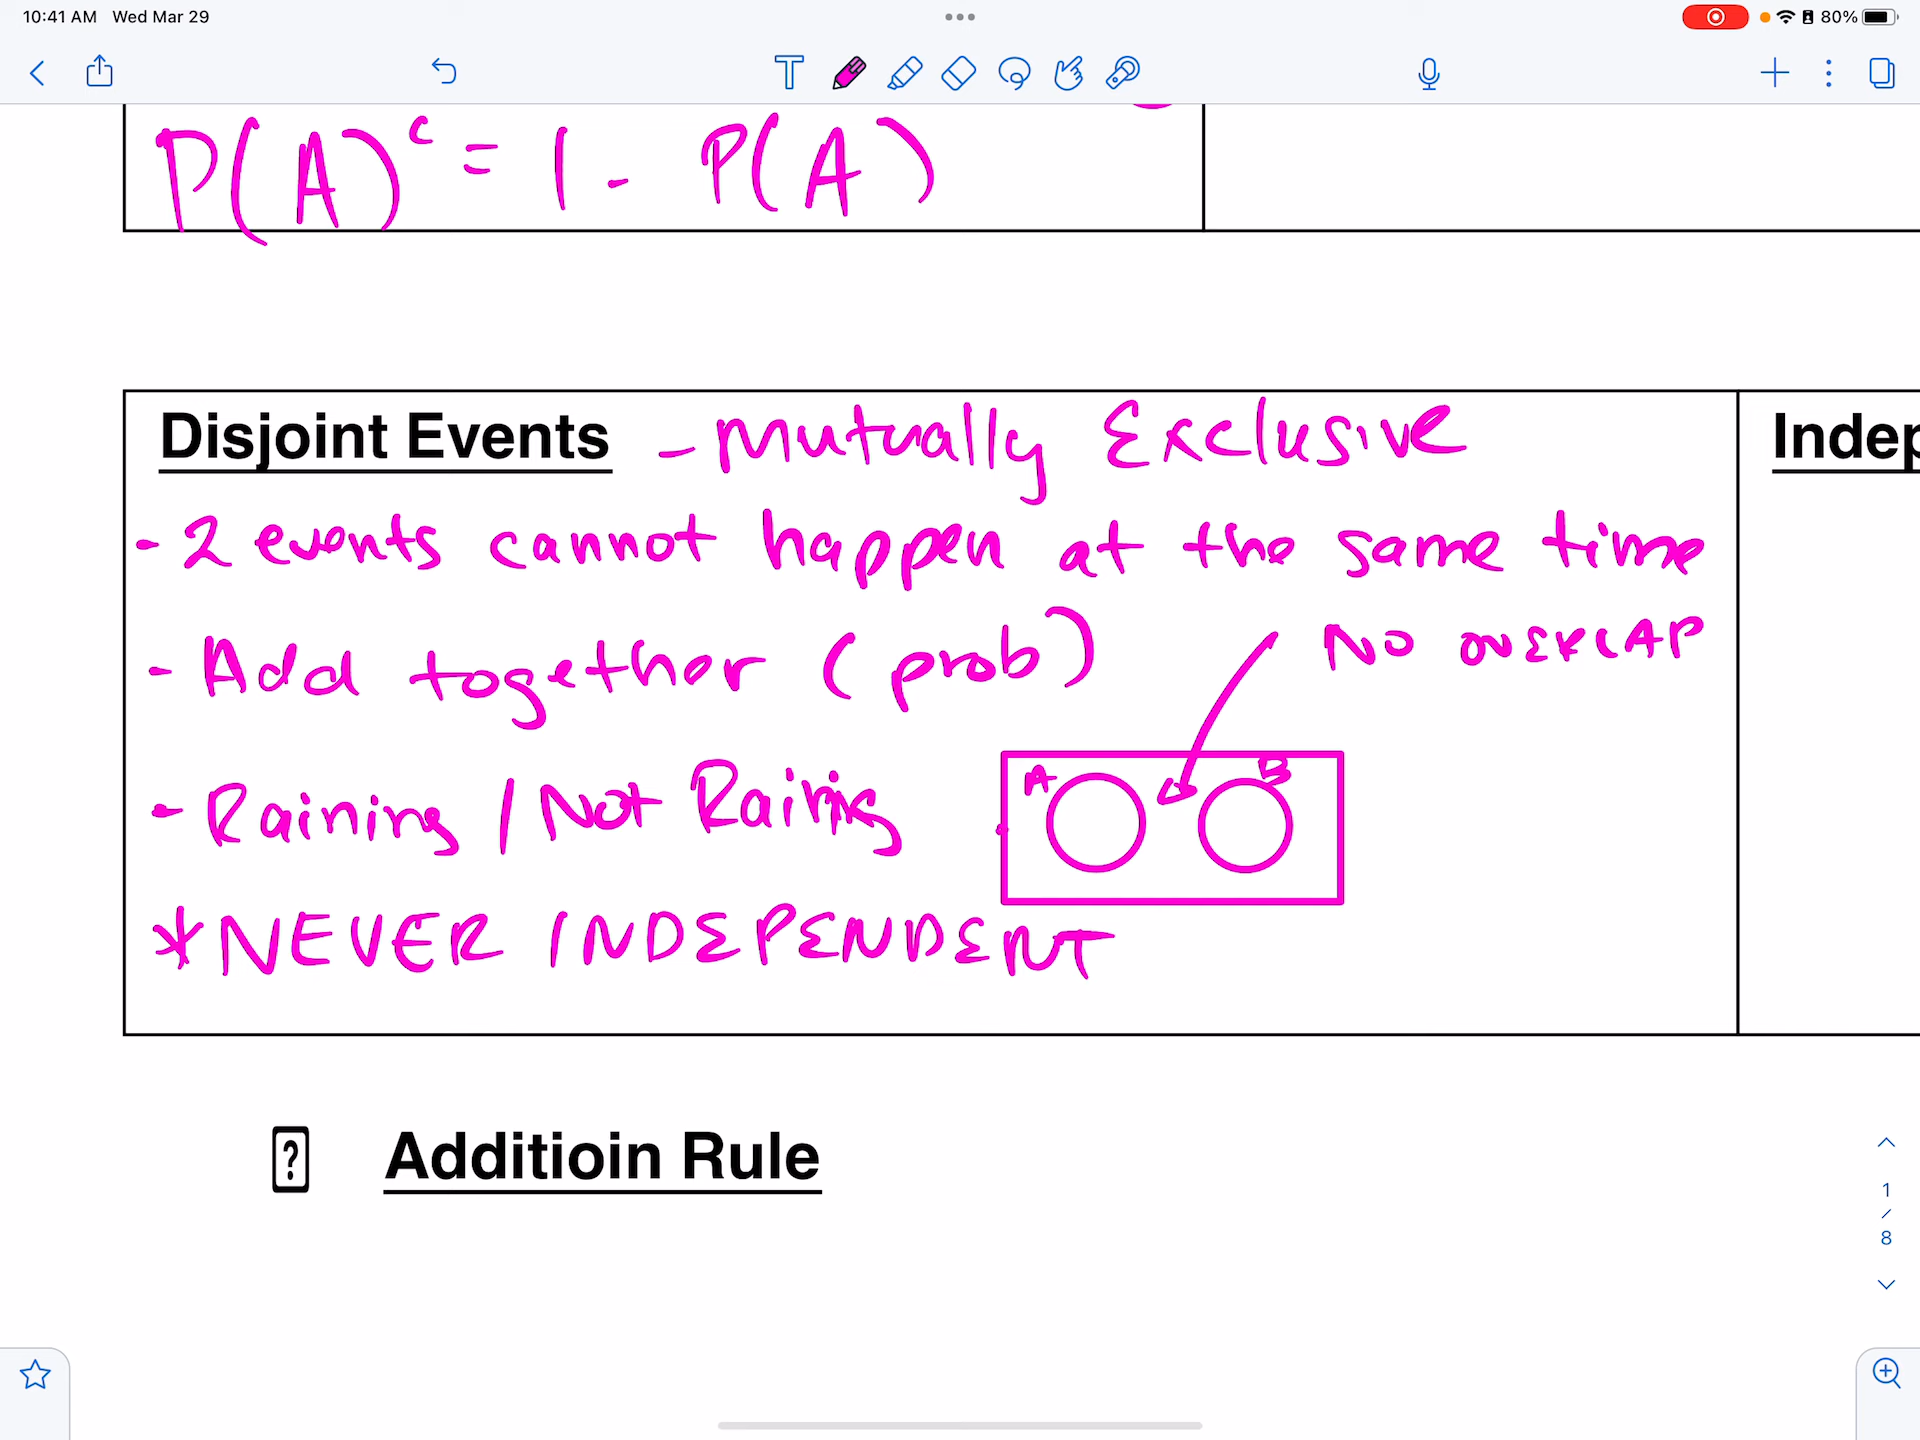 10:41 AM Wed Mar 29
80%
P(A)ᶜ = 1 - P(A)
Disjoint Events - Mutually Exclusive
Indep
- 2 events cannot happen at the same time
- Add together (prob)
NO OVERLAP
- Raining / Not Raining
A B
*NEVER INDEPENDENT
Additioin Rule
1
/
8